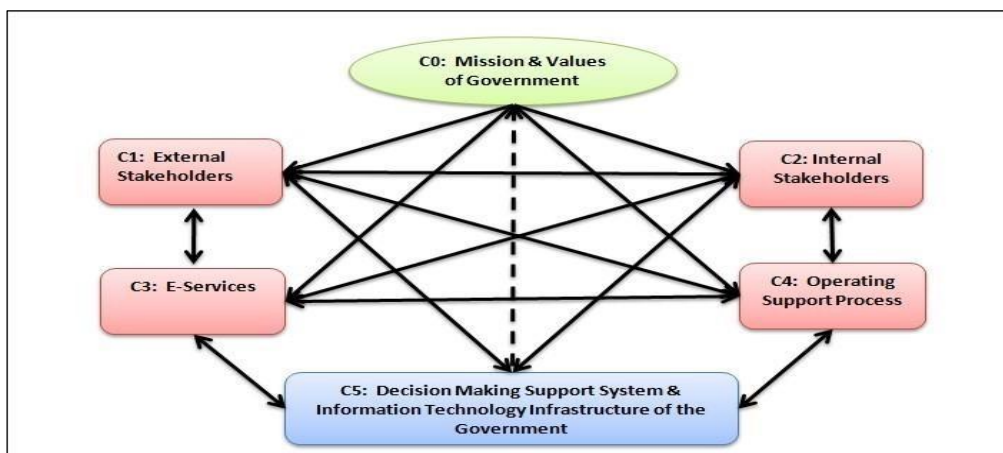 C0:  Mission & Values
of Government
C1:  External
Stakeholders
C2: Internal
Stakeholders
C3:  E-Services
C4:  Operating
Support Process
C5:  Decision Making Support System &
Information Technology Infrastructure of the
Government